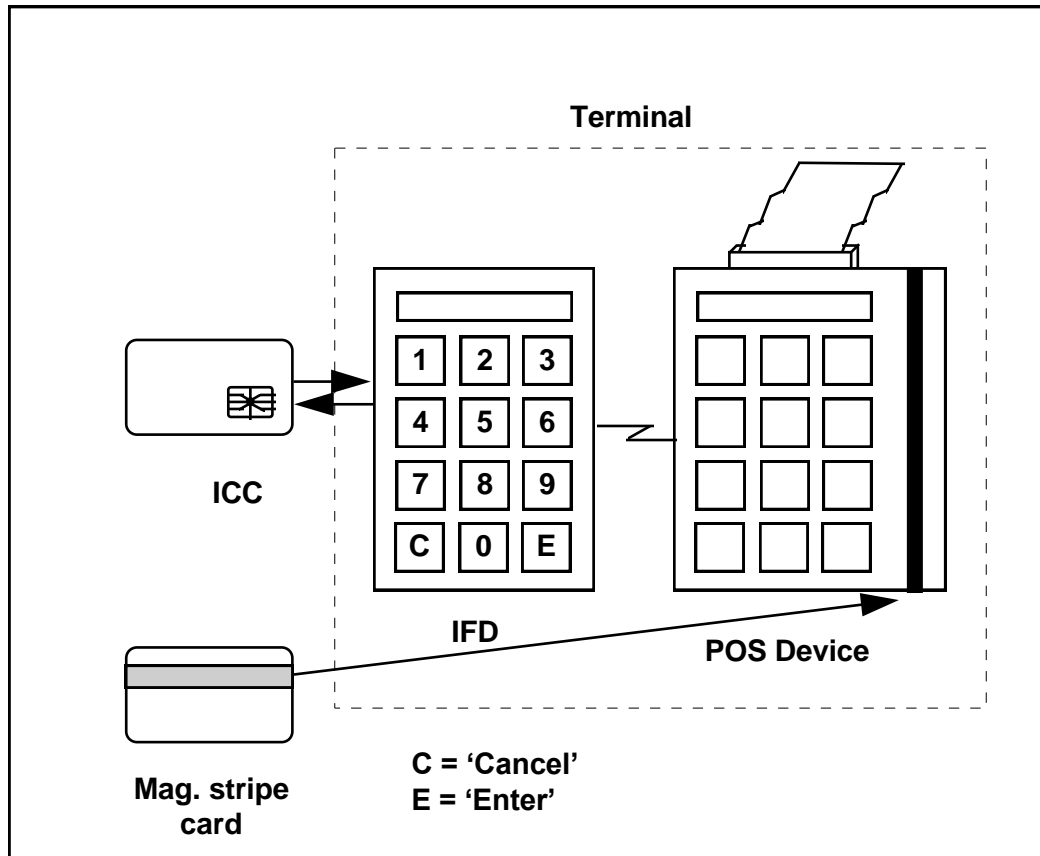 Terminal
1 2 3
4 5 6
7 8 9
C 0 E
ICC
IFD
POS Device
Mag. stripe
card
C = ‘Cancel’
E = ‘Enter’